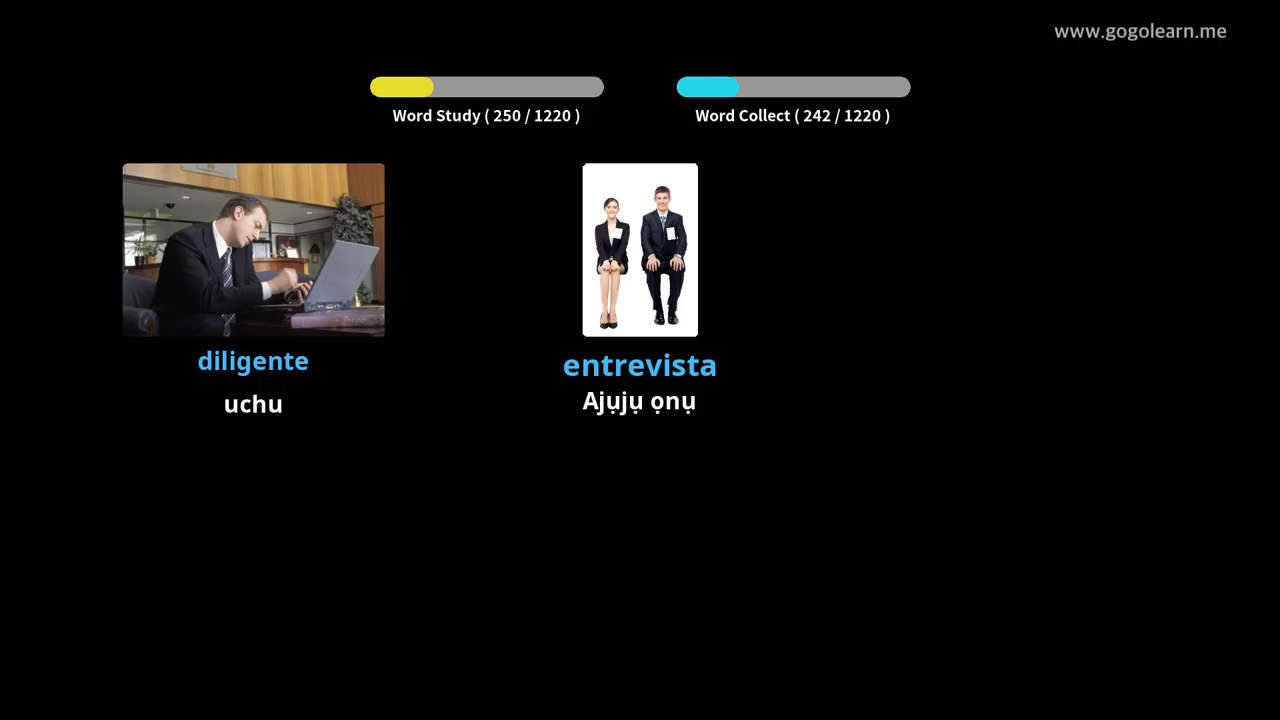 www.gogolearn.me
Word Study ( 250 / 1220 )
Word Collect ( 242 / 1220 )
diligente
uchu
entrevista
Ajụjụ ọnụ